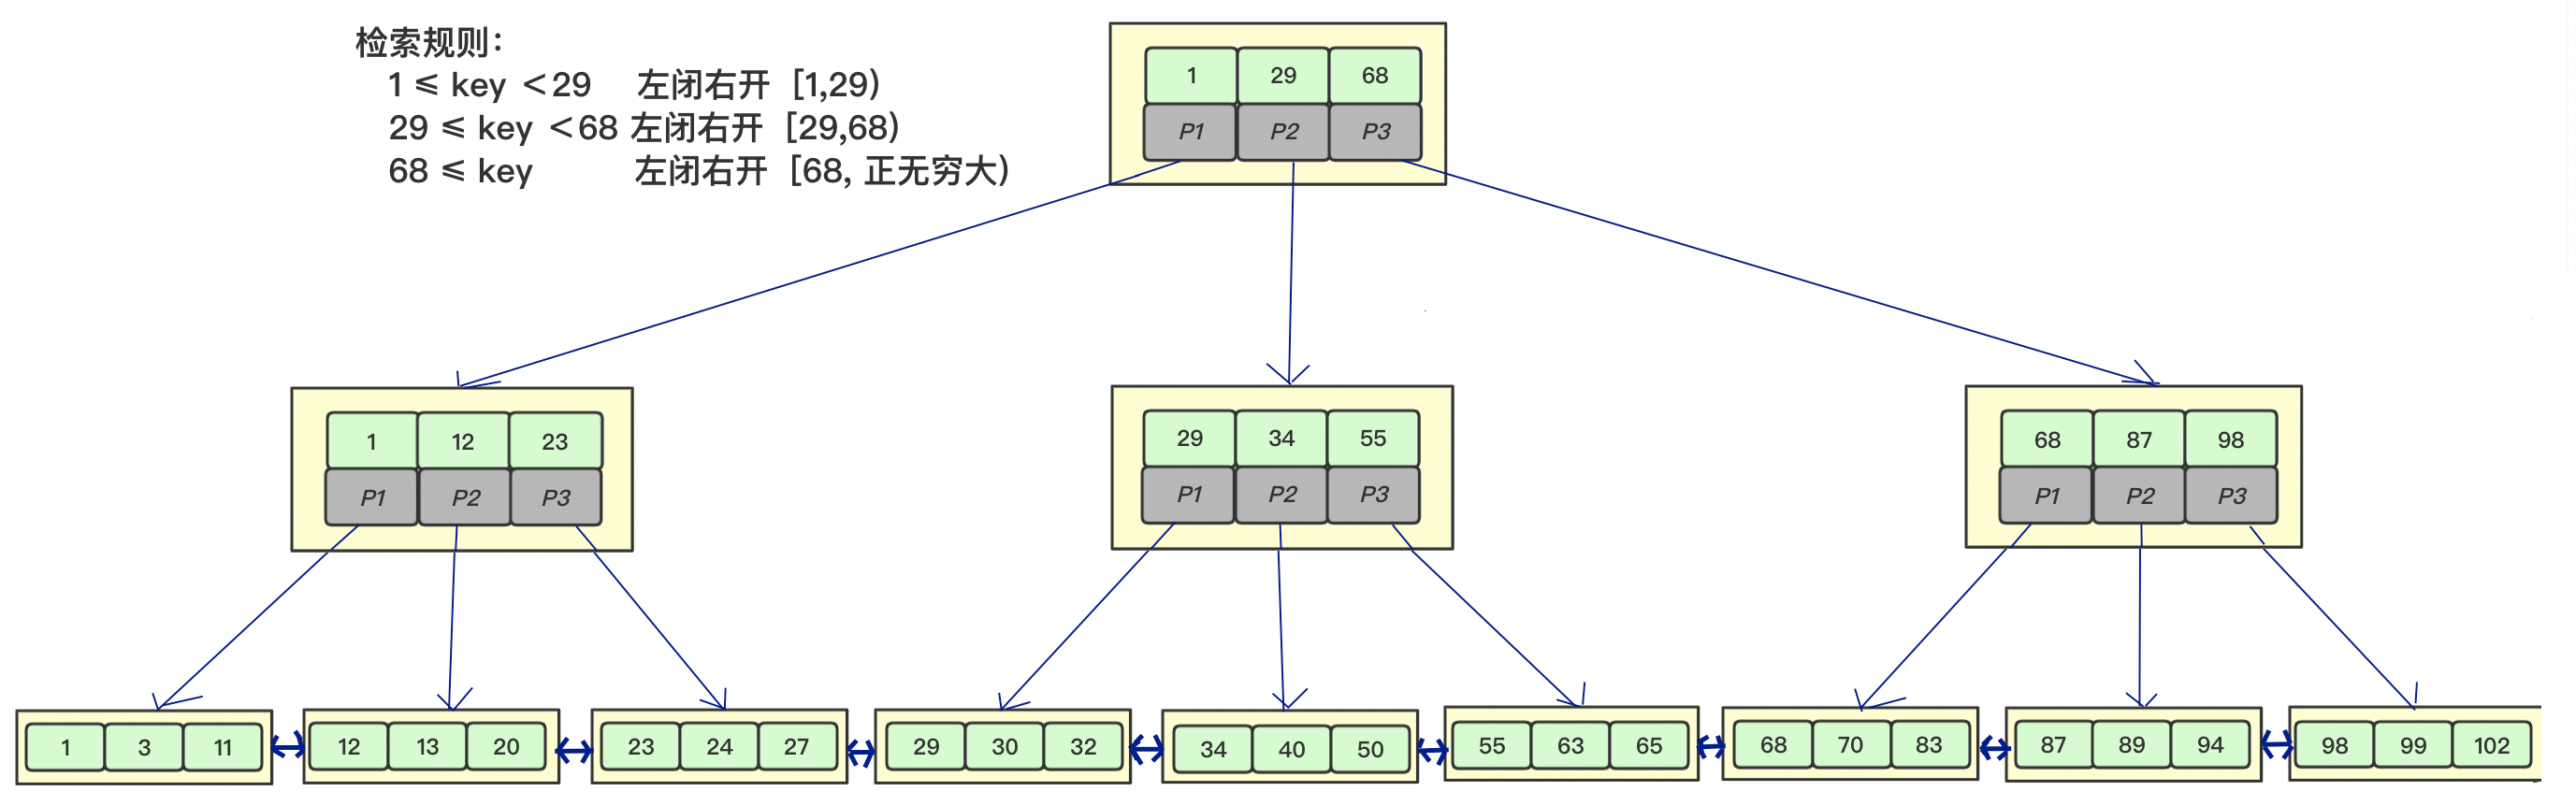 检索规则：
1 ≤ key ＜29 左闭右开 [1,29)
29 ≤ key ＜68 左闭右开 [29,68)
68 ≤ key 左闭右开 [68, 正无穷大)
1 29 68
P1 P2 P3
1 12 23
P1 P2 P3
29 34 55
P1 P2 P3
68 87 98
P1 P2 P3
1 3 11
12 13 20
23 24 27
29 30 32
34 40 50
55 63 65
68 70 83
87 89 94
98 99 102